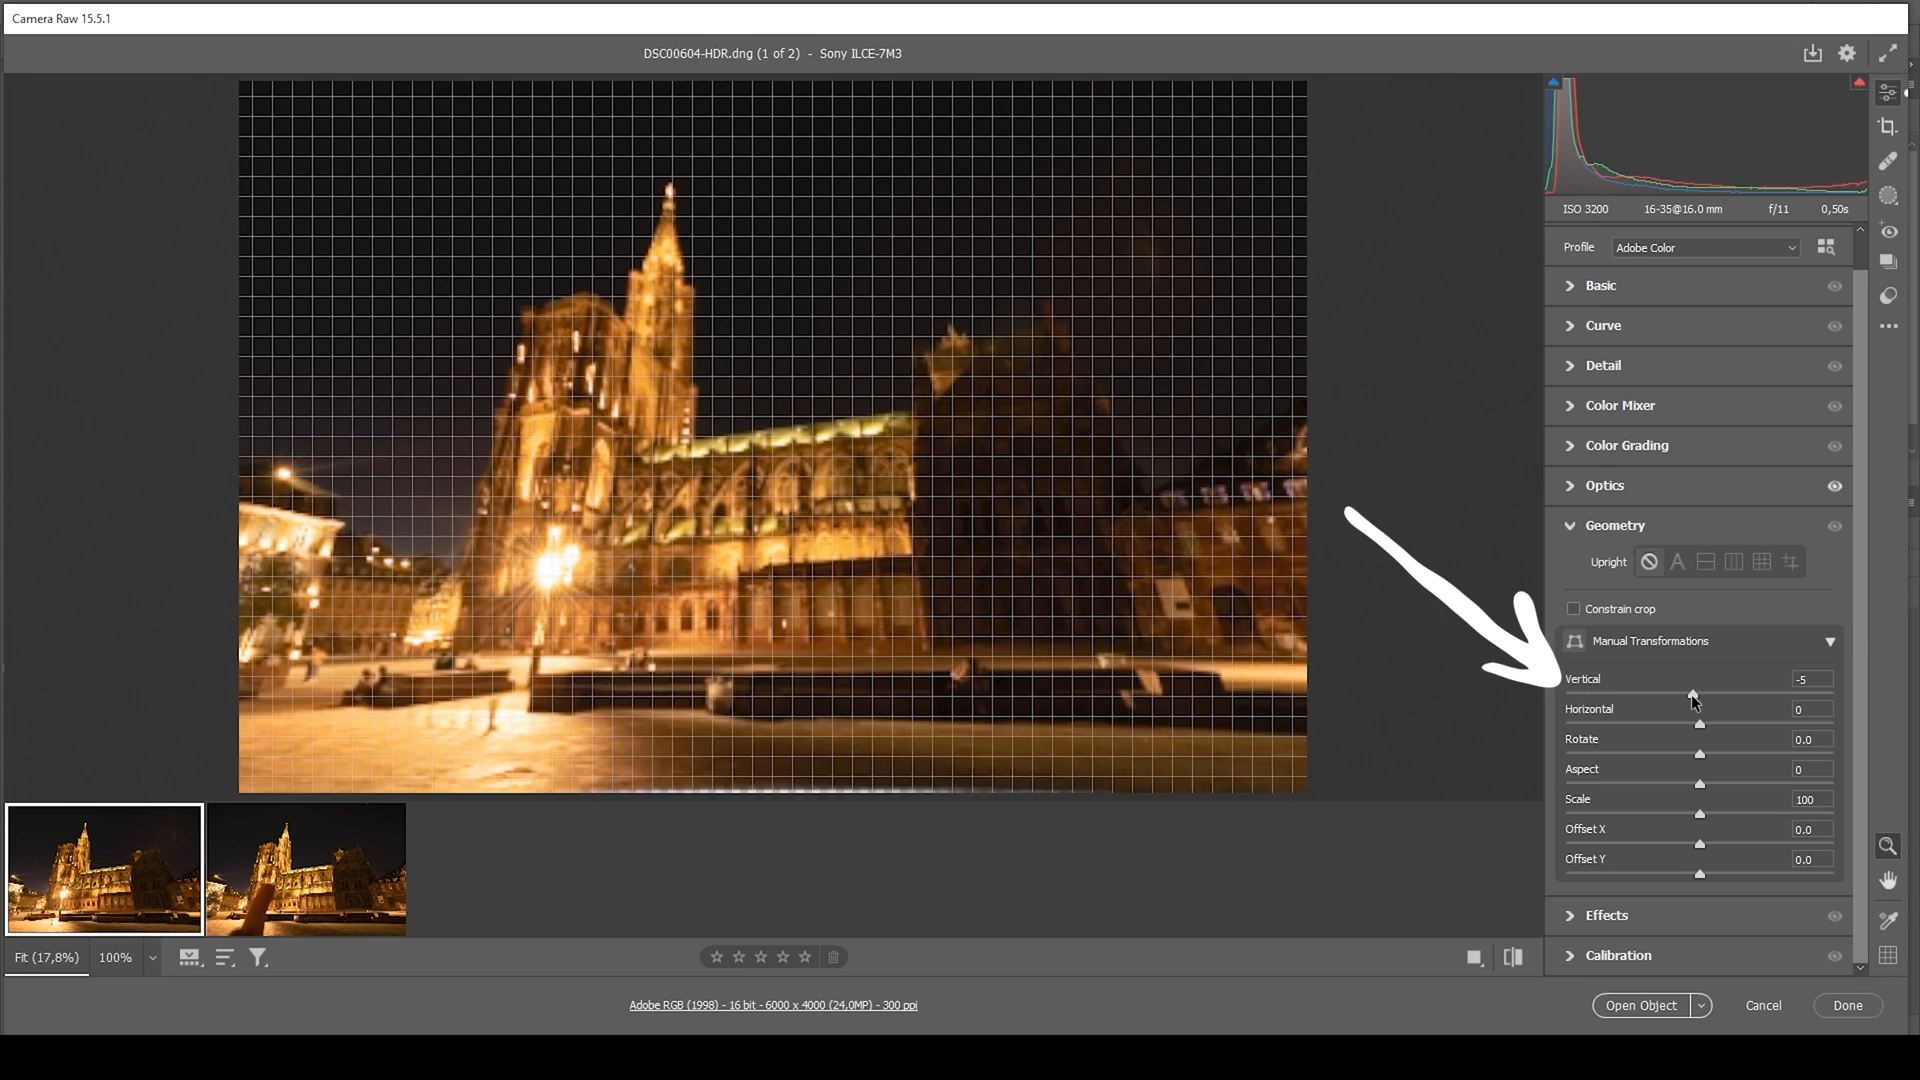 Camera Raw 15.5.1
DSC00604-HDR.dng (1 of 2) - Sony ILCE-7M3
ISO 3200 16-35@16.0 mm f/11 0,50s
Profile Adobe Color
Basic
Curve
Detail
Color Mixer
Color Grading
Optics
Geometry
Upright A
Constrain crop
Manual Transformations
Vertical -5
Horizontal 0
Rotate 0.0
Aspect 0
Scale 100
Offset X 0.0
Offset Y 0.0
Effects
Calibration
Fit (17,8%) 100%
Adobe RGB (1998) - 16 bit - 6000 x 4000 (24,0MP) - 300 ppi
Open Object Cancel Done